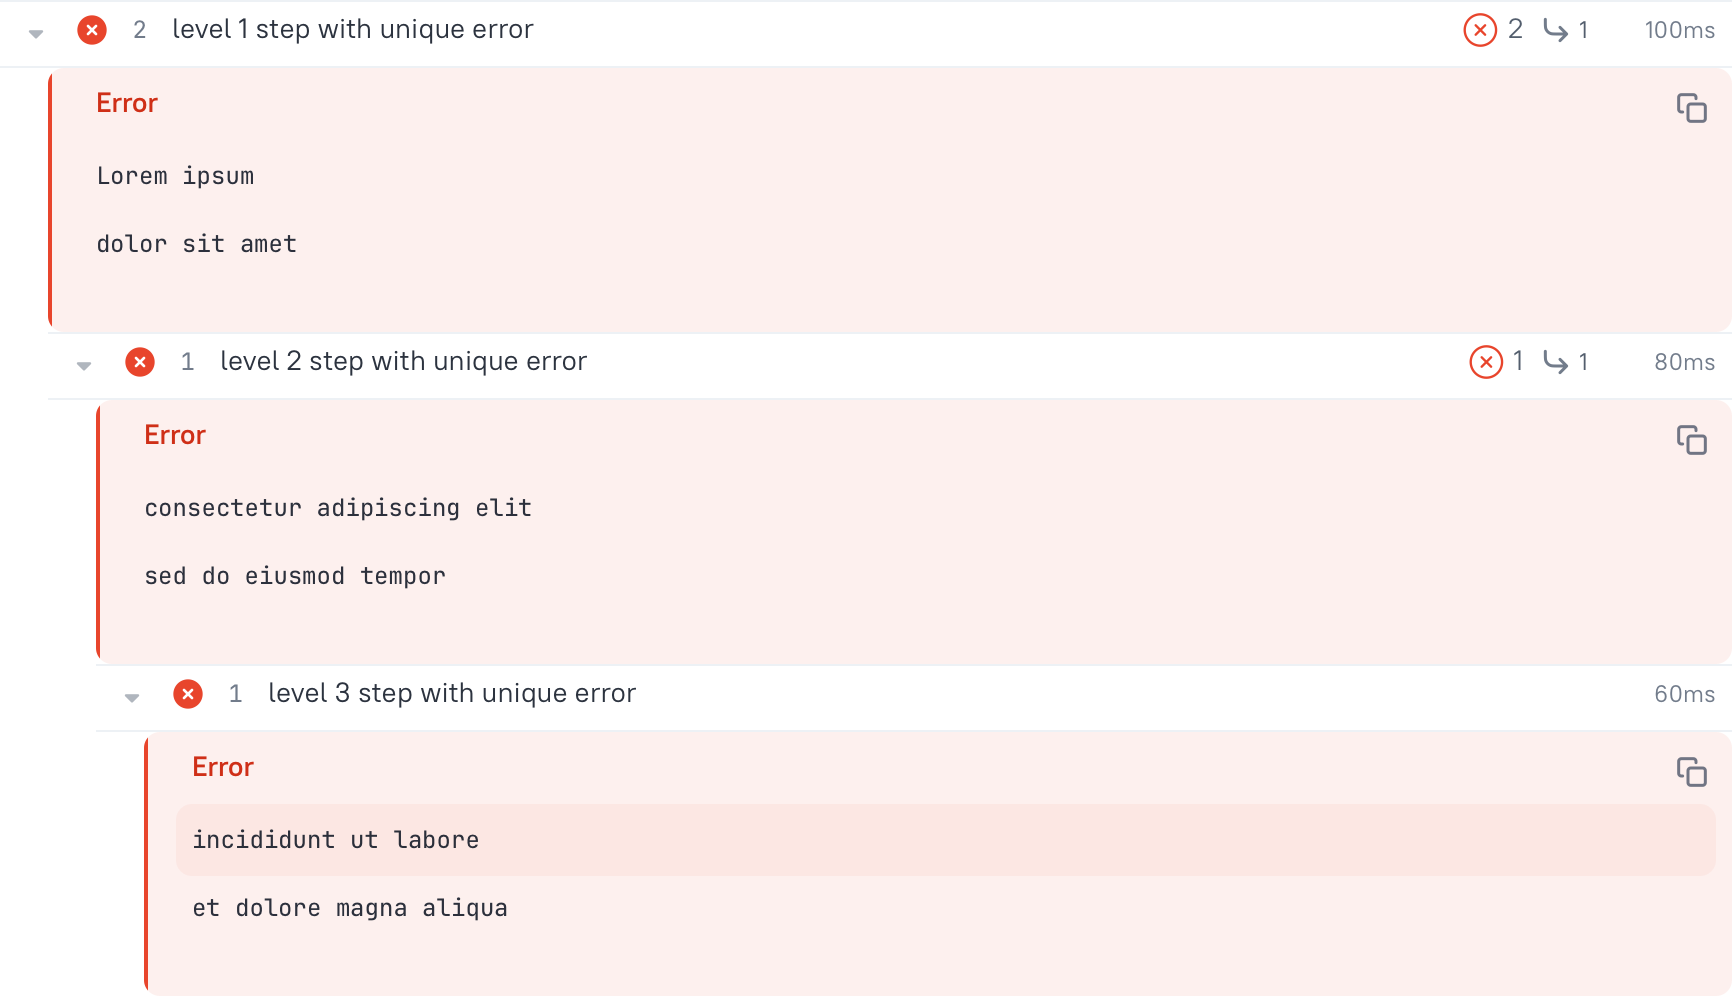 2 level 1 step with unique error 2 1 100ms
Error
Lorem ipsum
dolor sit amet
1 level 2 step with unique error 1 1 80ms
Error
consectetur adipiscing elit
sed do eiusmod tempor
1 level 3 step with unique error 60ms
Error
incididunt ut labore
et dolore magna aliqua